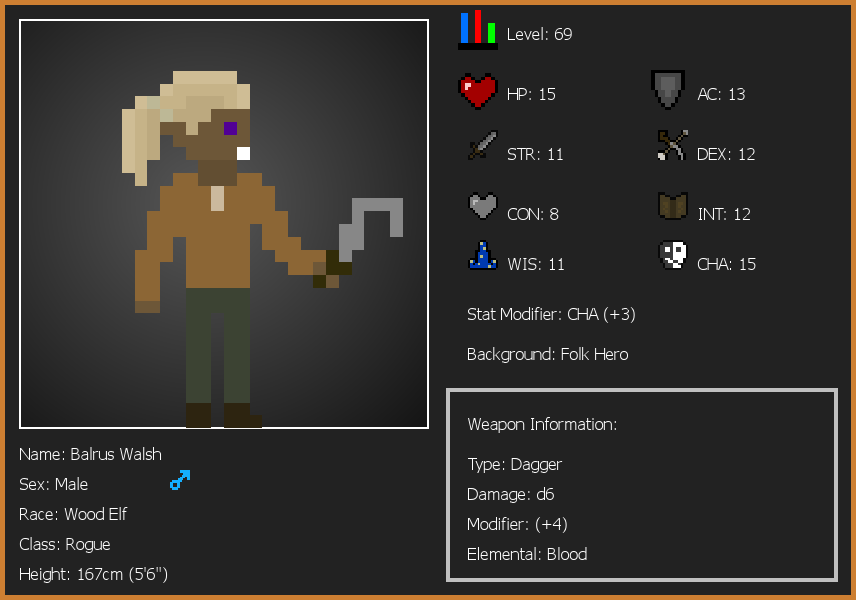 Level: 69
HP: 15
AC: 13
STR: 11
DEX: 12
CON: 8
INT: 12
WIS: 11
CHA: 15
Stat Modifier: CHA (+3)
Background: Folk Hero
Weapon Information:
Type: Dagger
Damage: d6
Modifier: (+4)
Elemental: Blood
Name: Balrus Walsh
Sex: Male
Race: Wood Elf
Class: Rogue
Height: 167cm (5'6")